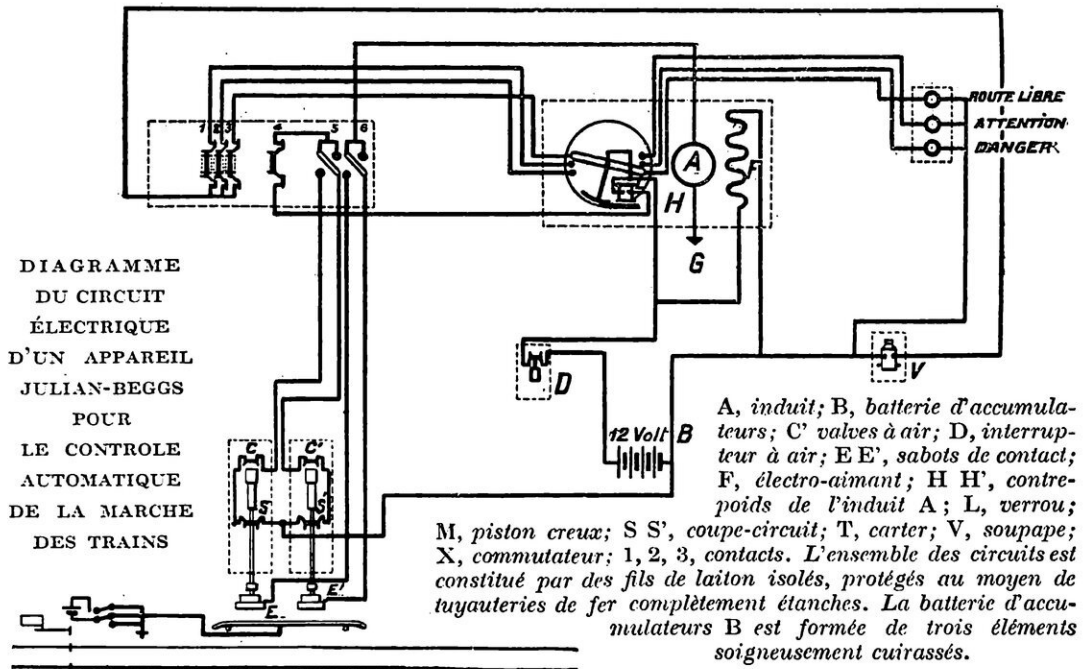 1 2 3 4 5 6
ROUTE LIBRE
ATTENTION
DANGER
A
F
H
G
DIAGRAMME
DU CIRCUIT
ÉLECTRIQUE
D'UN APPAREIL
JULIAN-BEGGS
POUR
LE CONTROLE
AUTOMATIQUE
DE LA MARCHE
DES TRAINS
D
V
12 Volt B
C C'
S S'
E E'
A, induit; B, batterie d'accumula-
teurs; C' valves à air; D, interrup-
teur à air; E E', sabots de contact;
F, électro-aimant; H H', contre-
poids de l'induit A; L, verrou;
M, piston creux; S S', coupe-circuit; T, carter; V, soupape;
X, commutateur; 1, 2, 3, contacts. L'ensemble des circuits est
constitué par des fils de laiton isolés, protégés au moyen de
tuyauteries de fer complètement étanches. La batterie d'accu-
mulateurs B est formée de trois éléments
soigneusement cuirassés.